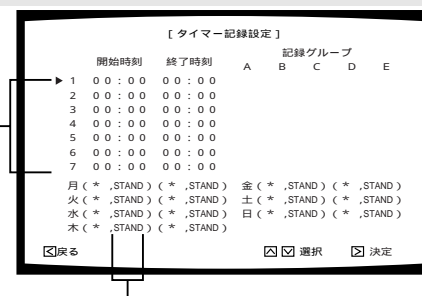 [ タイマー記録設定 ]
記録グループ
開始時刻 終了時刻 A B C D E
▶ 1 00:00 00:00
2 00:00 00:00
3 00:00 00:00
4 00:00 00:00
5 00:00 00:00
6 00:00 00:00
7 00:00 00:00
月 ( * ,STAND ) ( * ,STAND ) 金 ( * ,STAND ) ( * ,STAND )
火 ( * ,STAND ) ( * ,STAND ) 土 ( * ,STAND ) ( * ,STAND )
水 ( * ,STAND ) ( * ,STAND ) 日 ( * ,STAND ) ( * ,STAND )
木 ( * ,STAND ) ( * ,STAND )
戻る 選択 決定